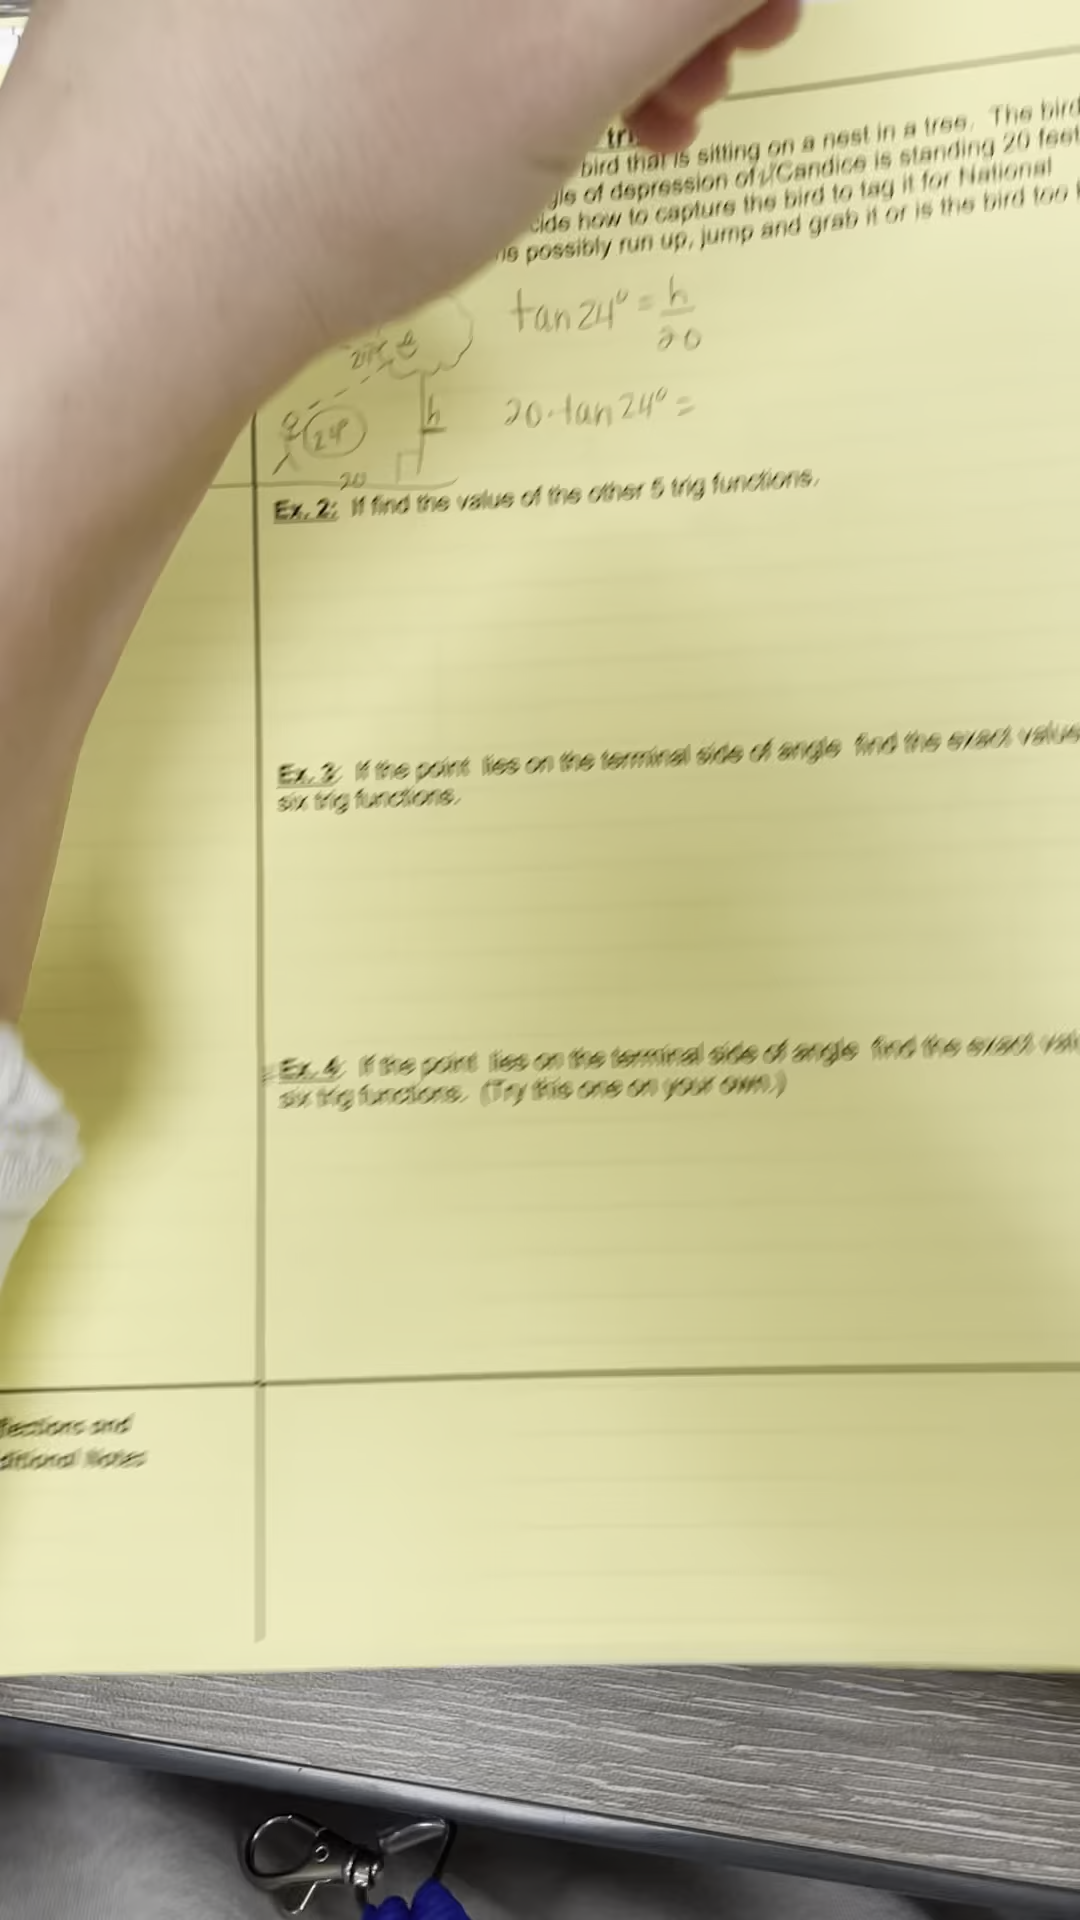 bird that is sitting on a nest in a tree. The bird
of depression of Candice is standing 20 feet
how to capture the bird to tag it for National
possibly run up, jump and grab it or is the bird too
tan 24° = h
20
24°
h
20 · tan 24° =
20
Ex. 2: If find the value of the other 5 trig functions.
Ex. 3: If the point lies on the terminal side of angle find the exact value
six trig functions.
Ex. 4: If the point lies on the terminal side of angle find the exact
six trig functions. (Try this one on your own.)